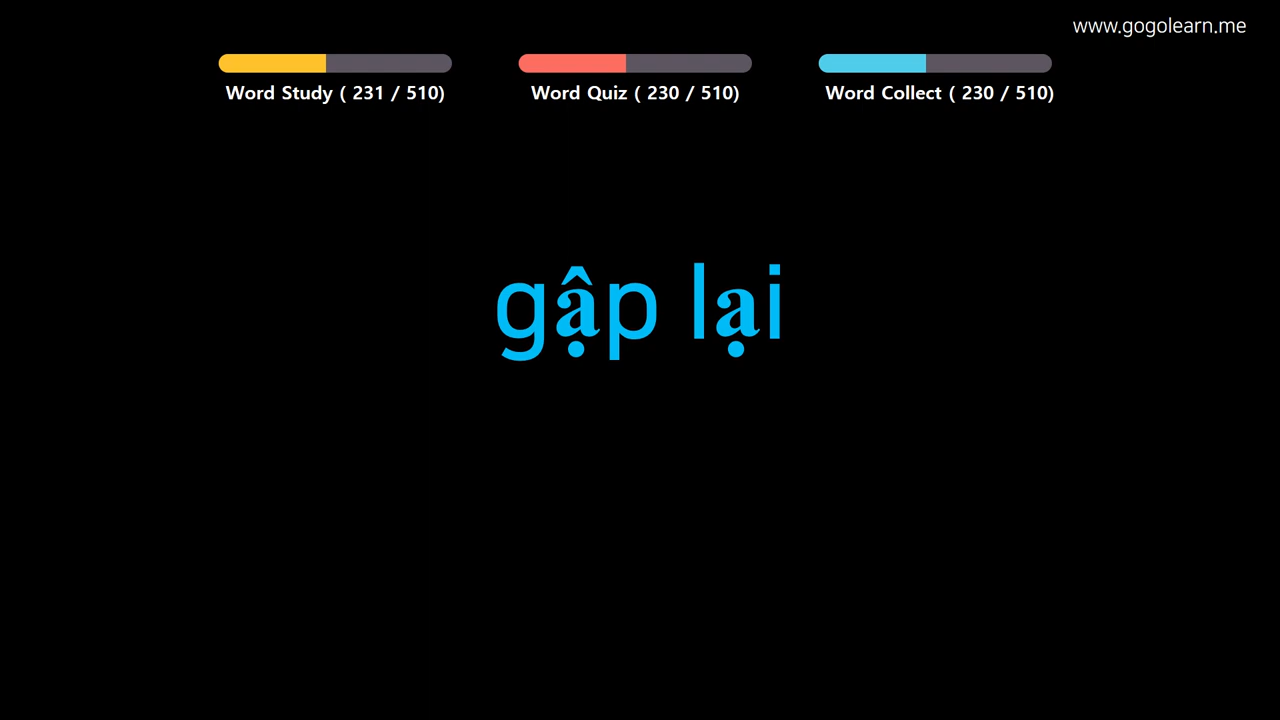 www.gogolearn.me
Word Study ( 231 / 510)
Word Quiz ( 230 / 510)
Word Collect ( 230 / 510)
gập lại